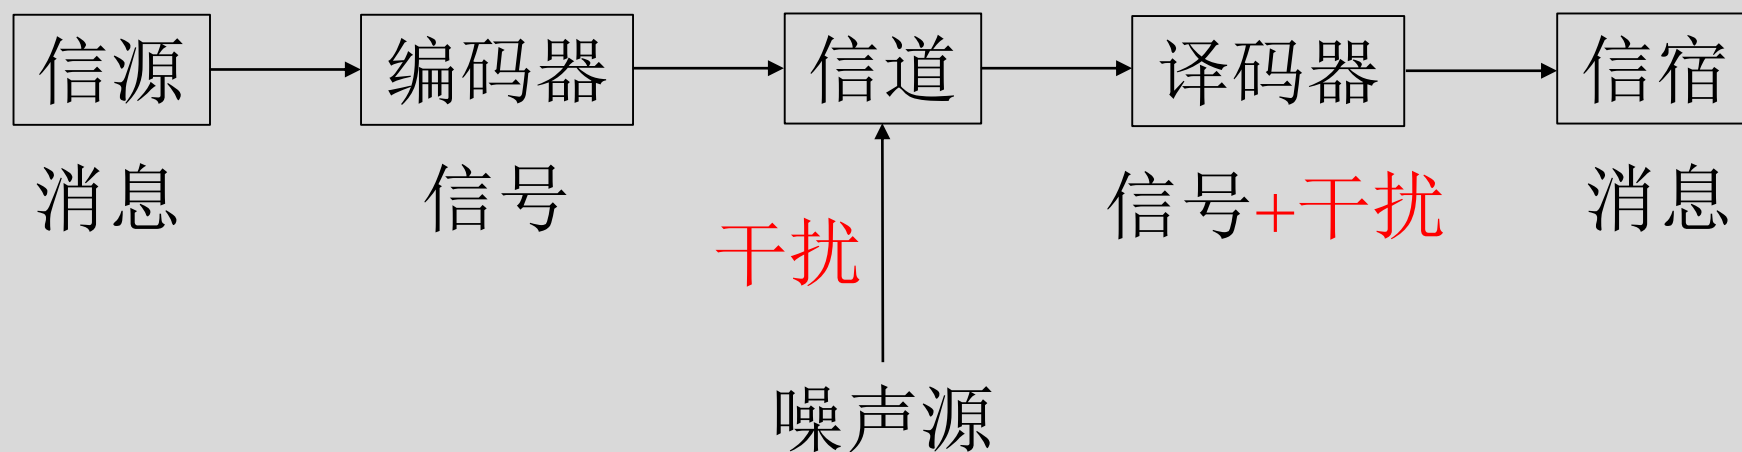 信源 编码器 信道 译码器 信宿
消息 信号 信号+干扰 消息
干扰
噪声源